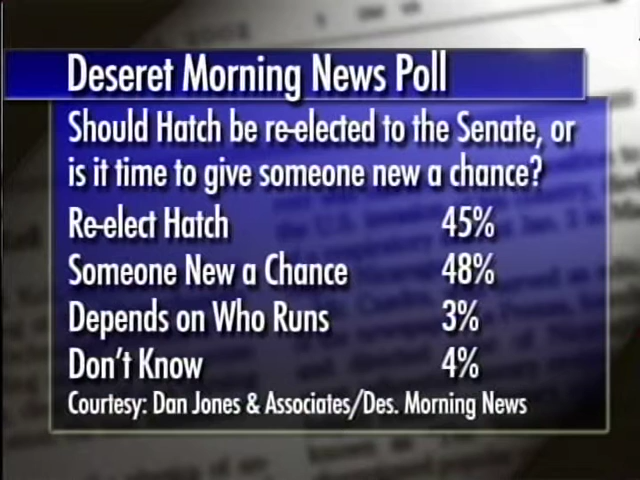 Deseret Morning News Poll
Should Hatch be re-elected to the Senate, or
is it time to give someone new a chance?
Re-elect Hatch 45%
Someone New a Chance 48%
Depends on Who Runs 3%
Don't Know 4%
Courtesy: Dan Jones & Associates/Des. Morning News